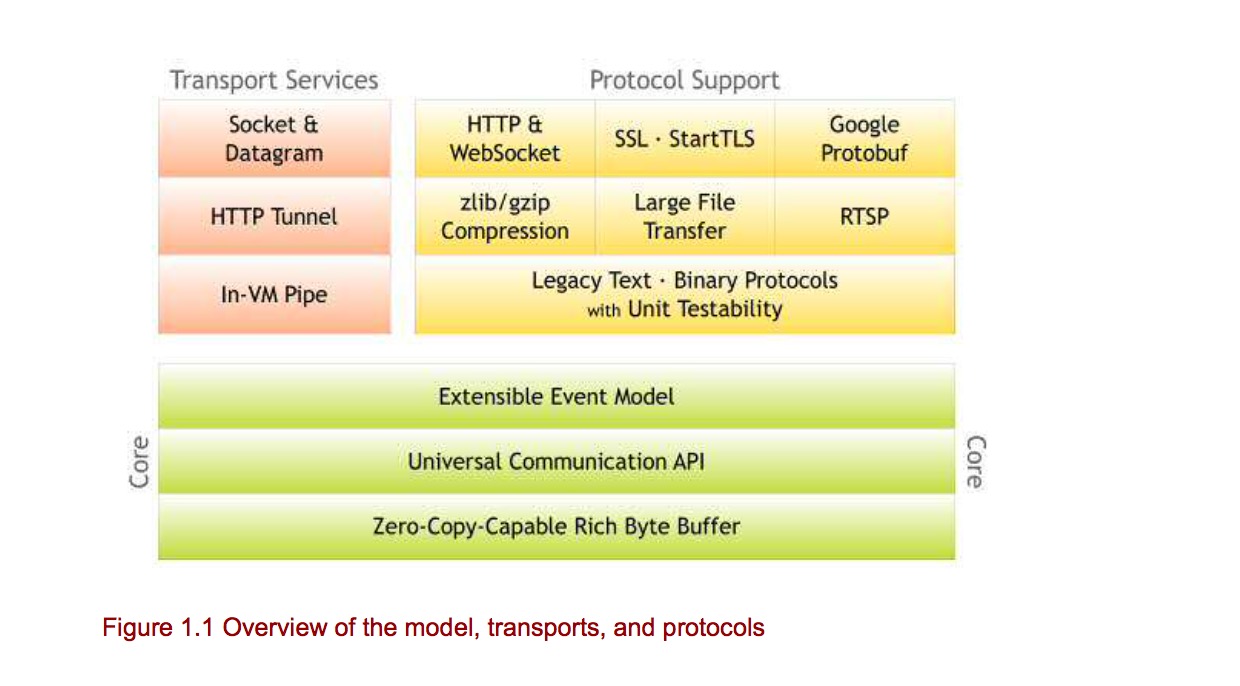 Transport Services
Protocol Support
Socket &
Datagram
HTTP &
WebSocket
SSL · StartTLS
Google
Protobuf
HTTP Tunnel
zlib/gzip
Compression
Large File
Transfer
RTSP
In-VM Pipe
Legacy Text · Binary Protocols
with Unit Testability
Core
Extensible Event Model
Universal Communication API
Zero-Copy-Capable Rich Byte Buffer
Core
Figure 1.1 Overview of the model, transports, and protocols